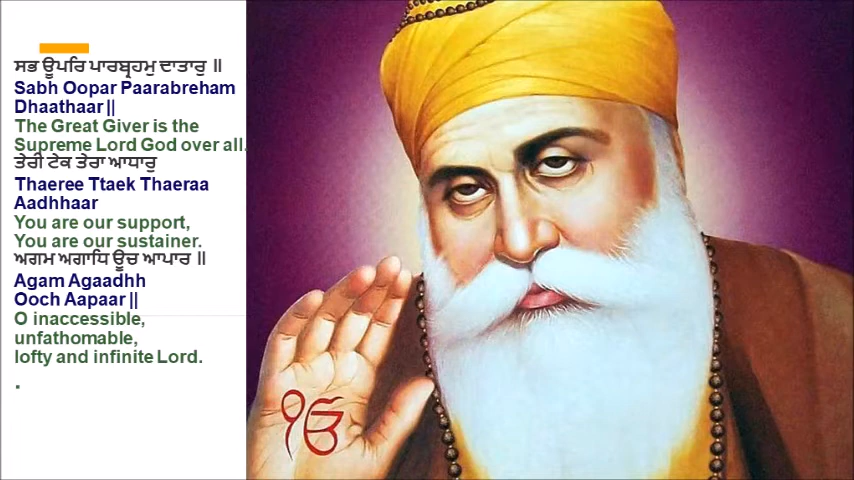 ਸਭ ਊਪਰਿ ਪਾਰਬ੍ਰਹਮੁ ਦਾਤਾਰੁ ॥
Sabh Oopar Paarabreham
Dhaathaar ||
The Great Giver is the
Supreme Lord God over all.
ਤੇਰੀ ਟੇਕ ਤੇਰਾ ਆਧਾਰੁ
Thaeree Ttaek Thaeraa
Aadhhaar
You are our support,
You are our sustainer.
ਅਗਮ ਅਗਾਧਿ ਊਚ ਆਪਾਰ ॥
Agam Agaadhh
Ooch Aapaar ||
O inaccessible,
unfathomable,
lofty and infinite Lord.
.
ੴ